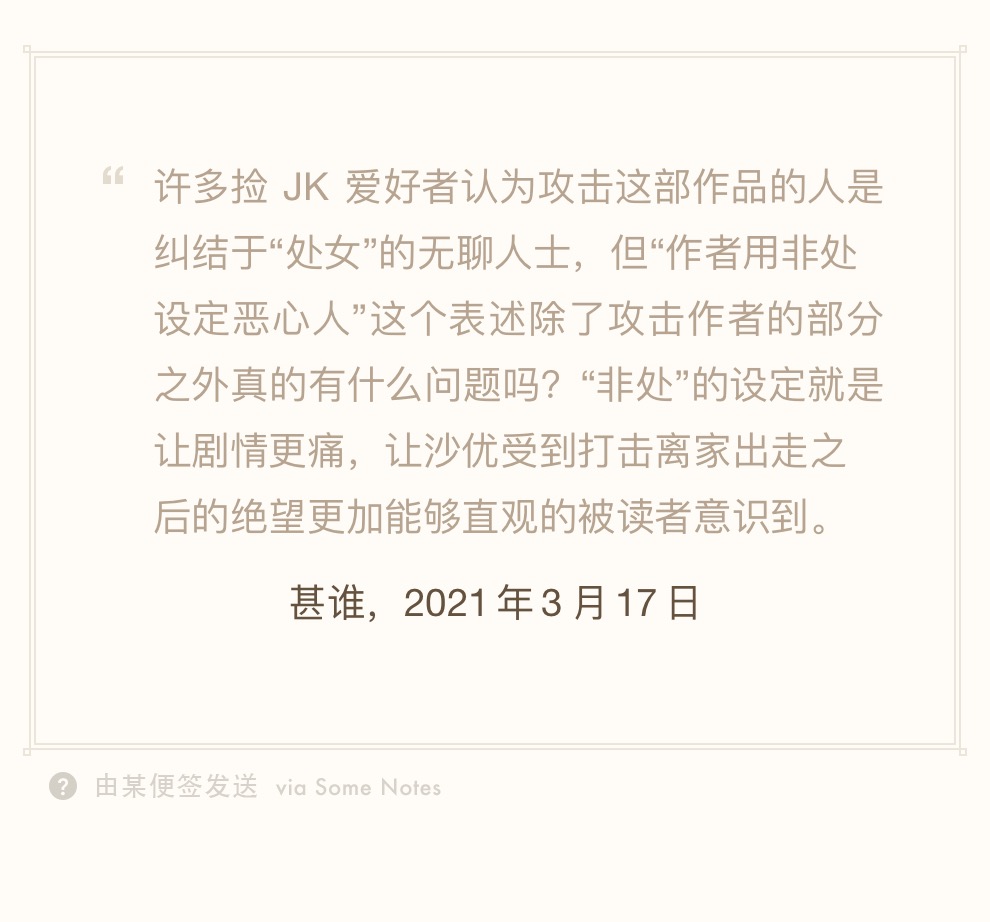 “ 许多捡 JK 爱好者认为攻击这部作品的人是
纠结于“处女”的无聊人士，但“作者用非处
设定恶心人”这个表述除了攻击作者的部分
之外真的有什么问题吗？“非处”的设定就是
让剧情更痛，让沙优受到打击离家出走之
后的绝望更加能够直观的被读者意识到。
甚谁，2021 年 3 月 17 日
? 由某便签发送 via Some Notes